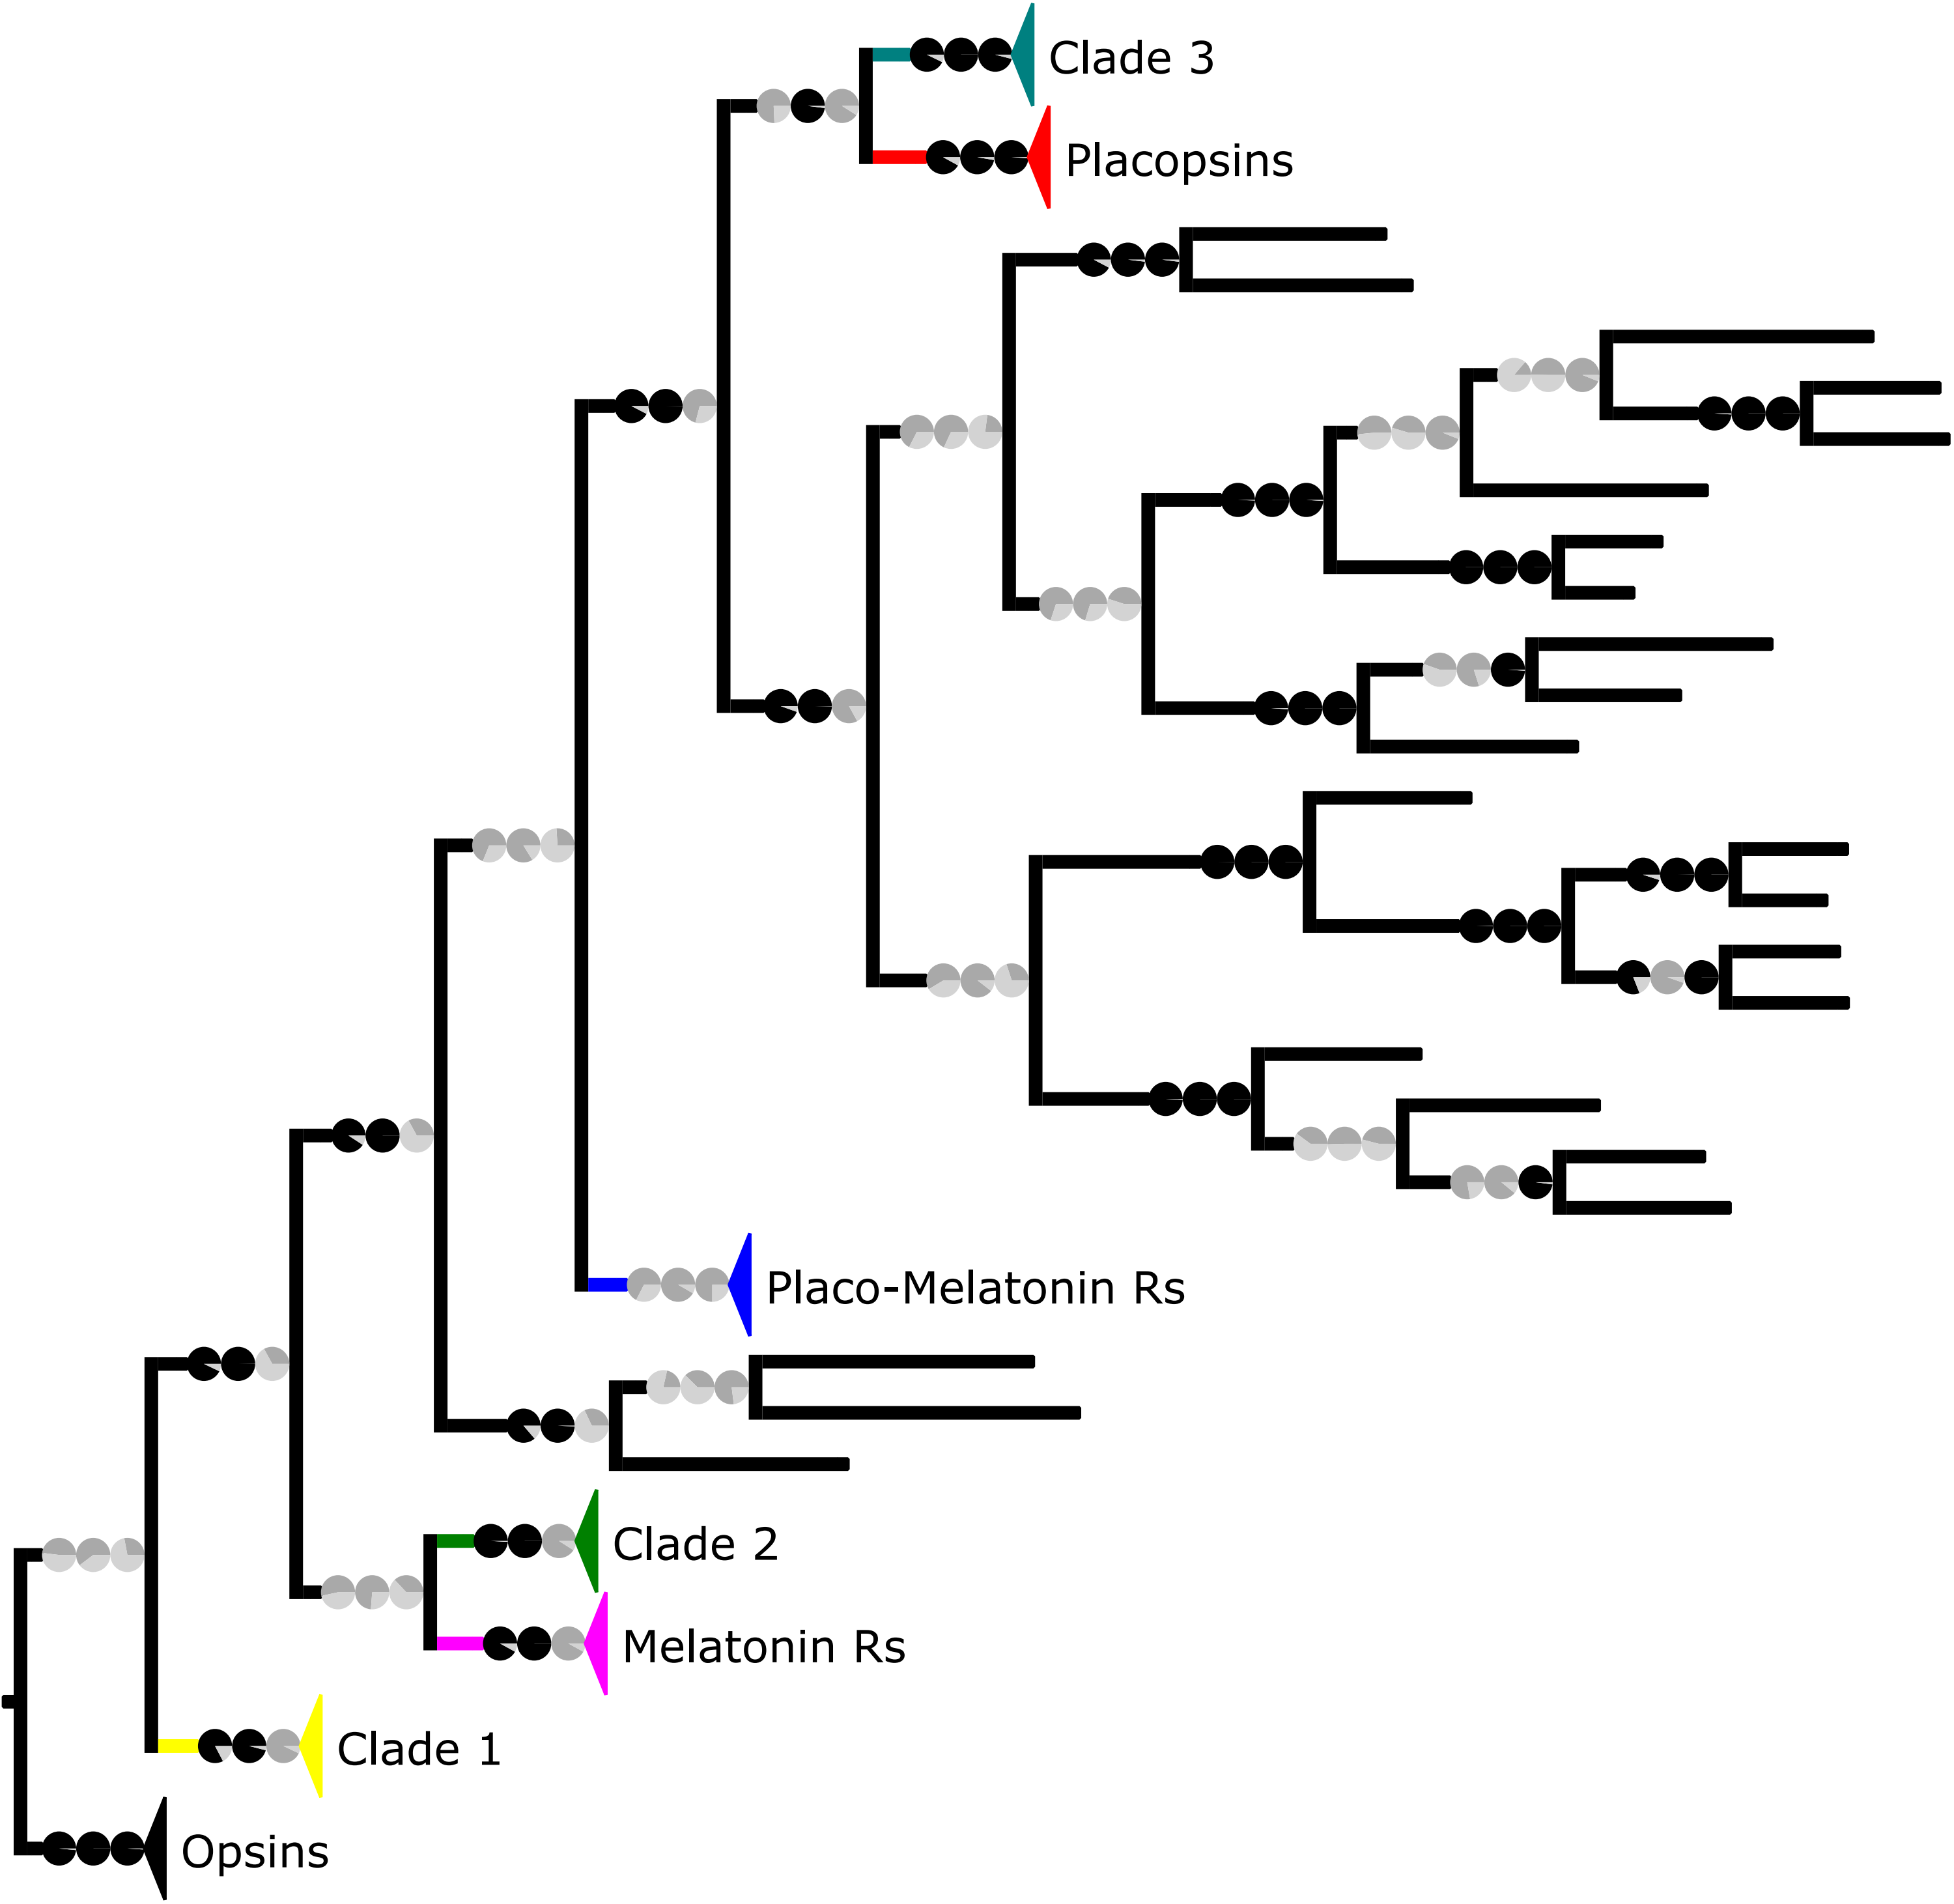 Clade 3
Placopsins
Placo-Melatonin Rs
Clade 2
Melatonin Rs
Clade 1
Opsins